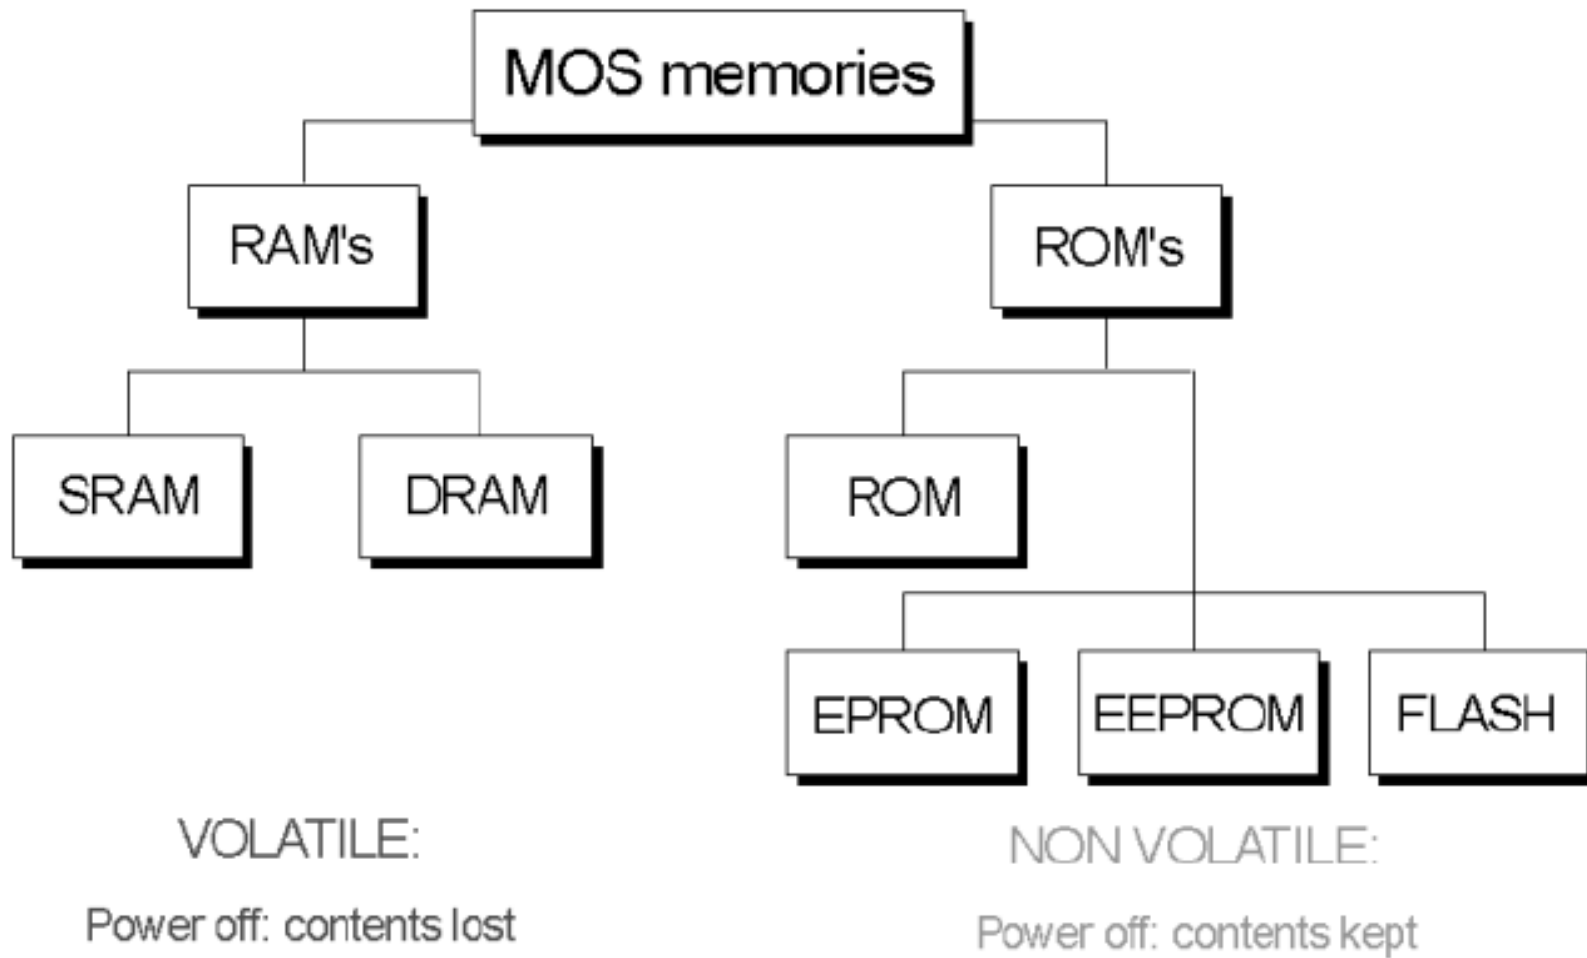 MOS memories
RAM's
ROM's
SRAM
DRAM
ROM
EPROM
EEPROM
FLASH
VOLATILE:
Power off: contents lost
NON VOLATILE:
Power off: contents kept